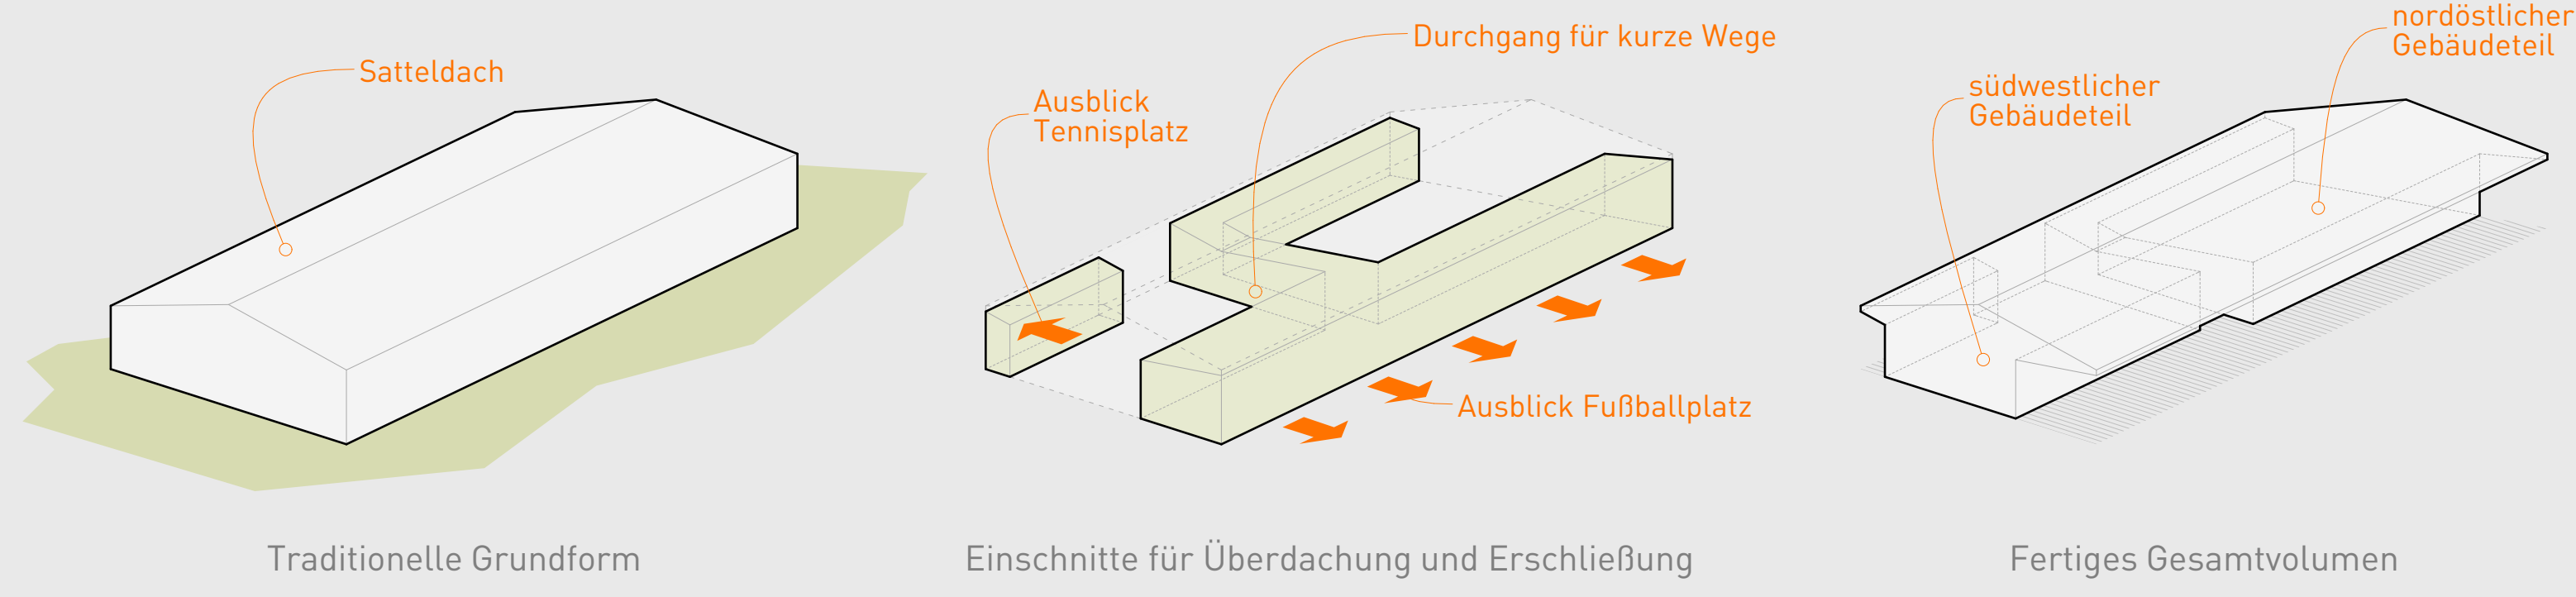 Satteldach
Traditionelle Grundform
Durchgang für kurze Wege
Ausblick
Tennisplatz
Ausblick Fußballplatz
Einschnitte für Überdachung und Erschließung
nordöstlicher
Gebäudeteil
südwestlicher
Gebäudeteil
Fertiges Gesamtvolumen